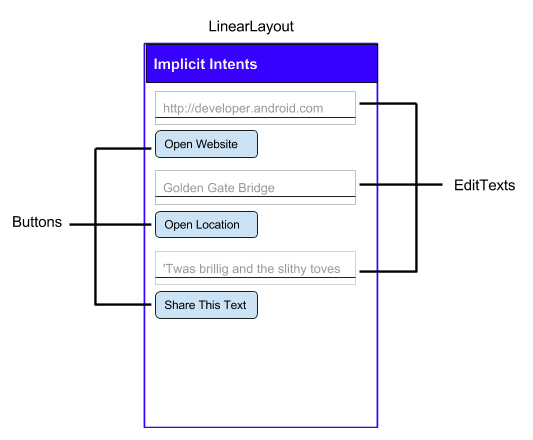 LinearLayout
Implicit Intents
http://developer.android.com
Open Website
Golden Gate Bridge
EditTexts
Buttons
Open Location
'Twas brillig and the slithy toves
Share This Text